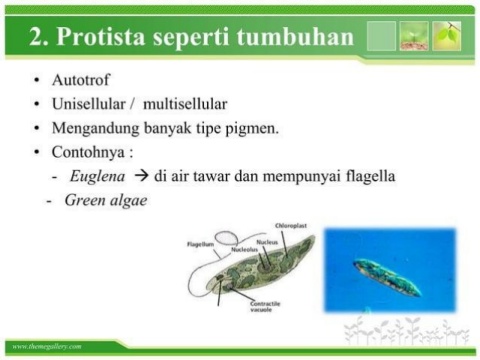 2. Protista seperti tumbuhan
• Autotrof
• Unisellular / multisellular
• Mengandung banyak tipe pigmen.
• Contohnya :
- Euglena → di air tawar dan mempunyai flagella
- Green algae
Chloroplast
Flagellum
Nucleus
Nucleolus
Contractile
vacuole
www.themegallery.com